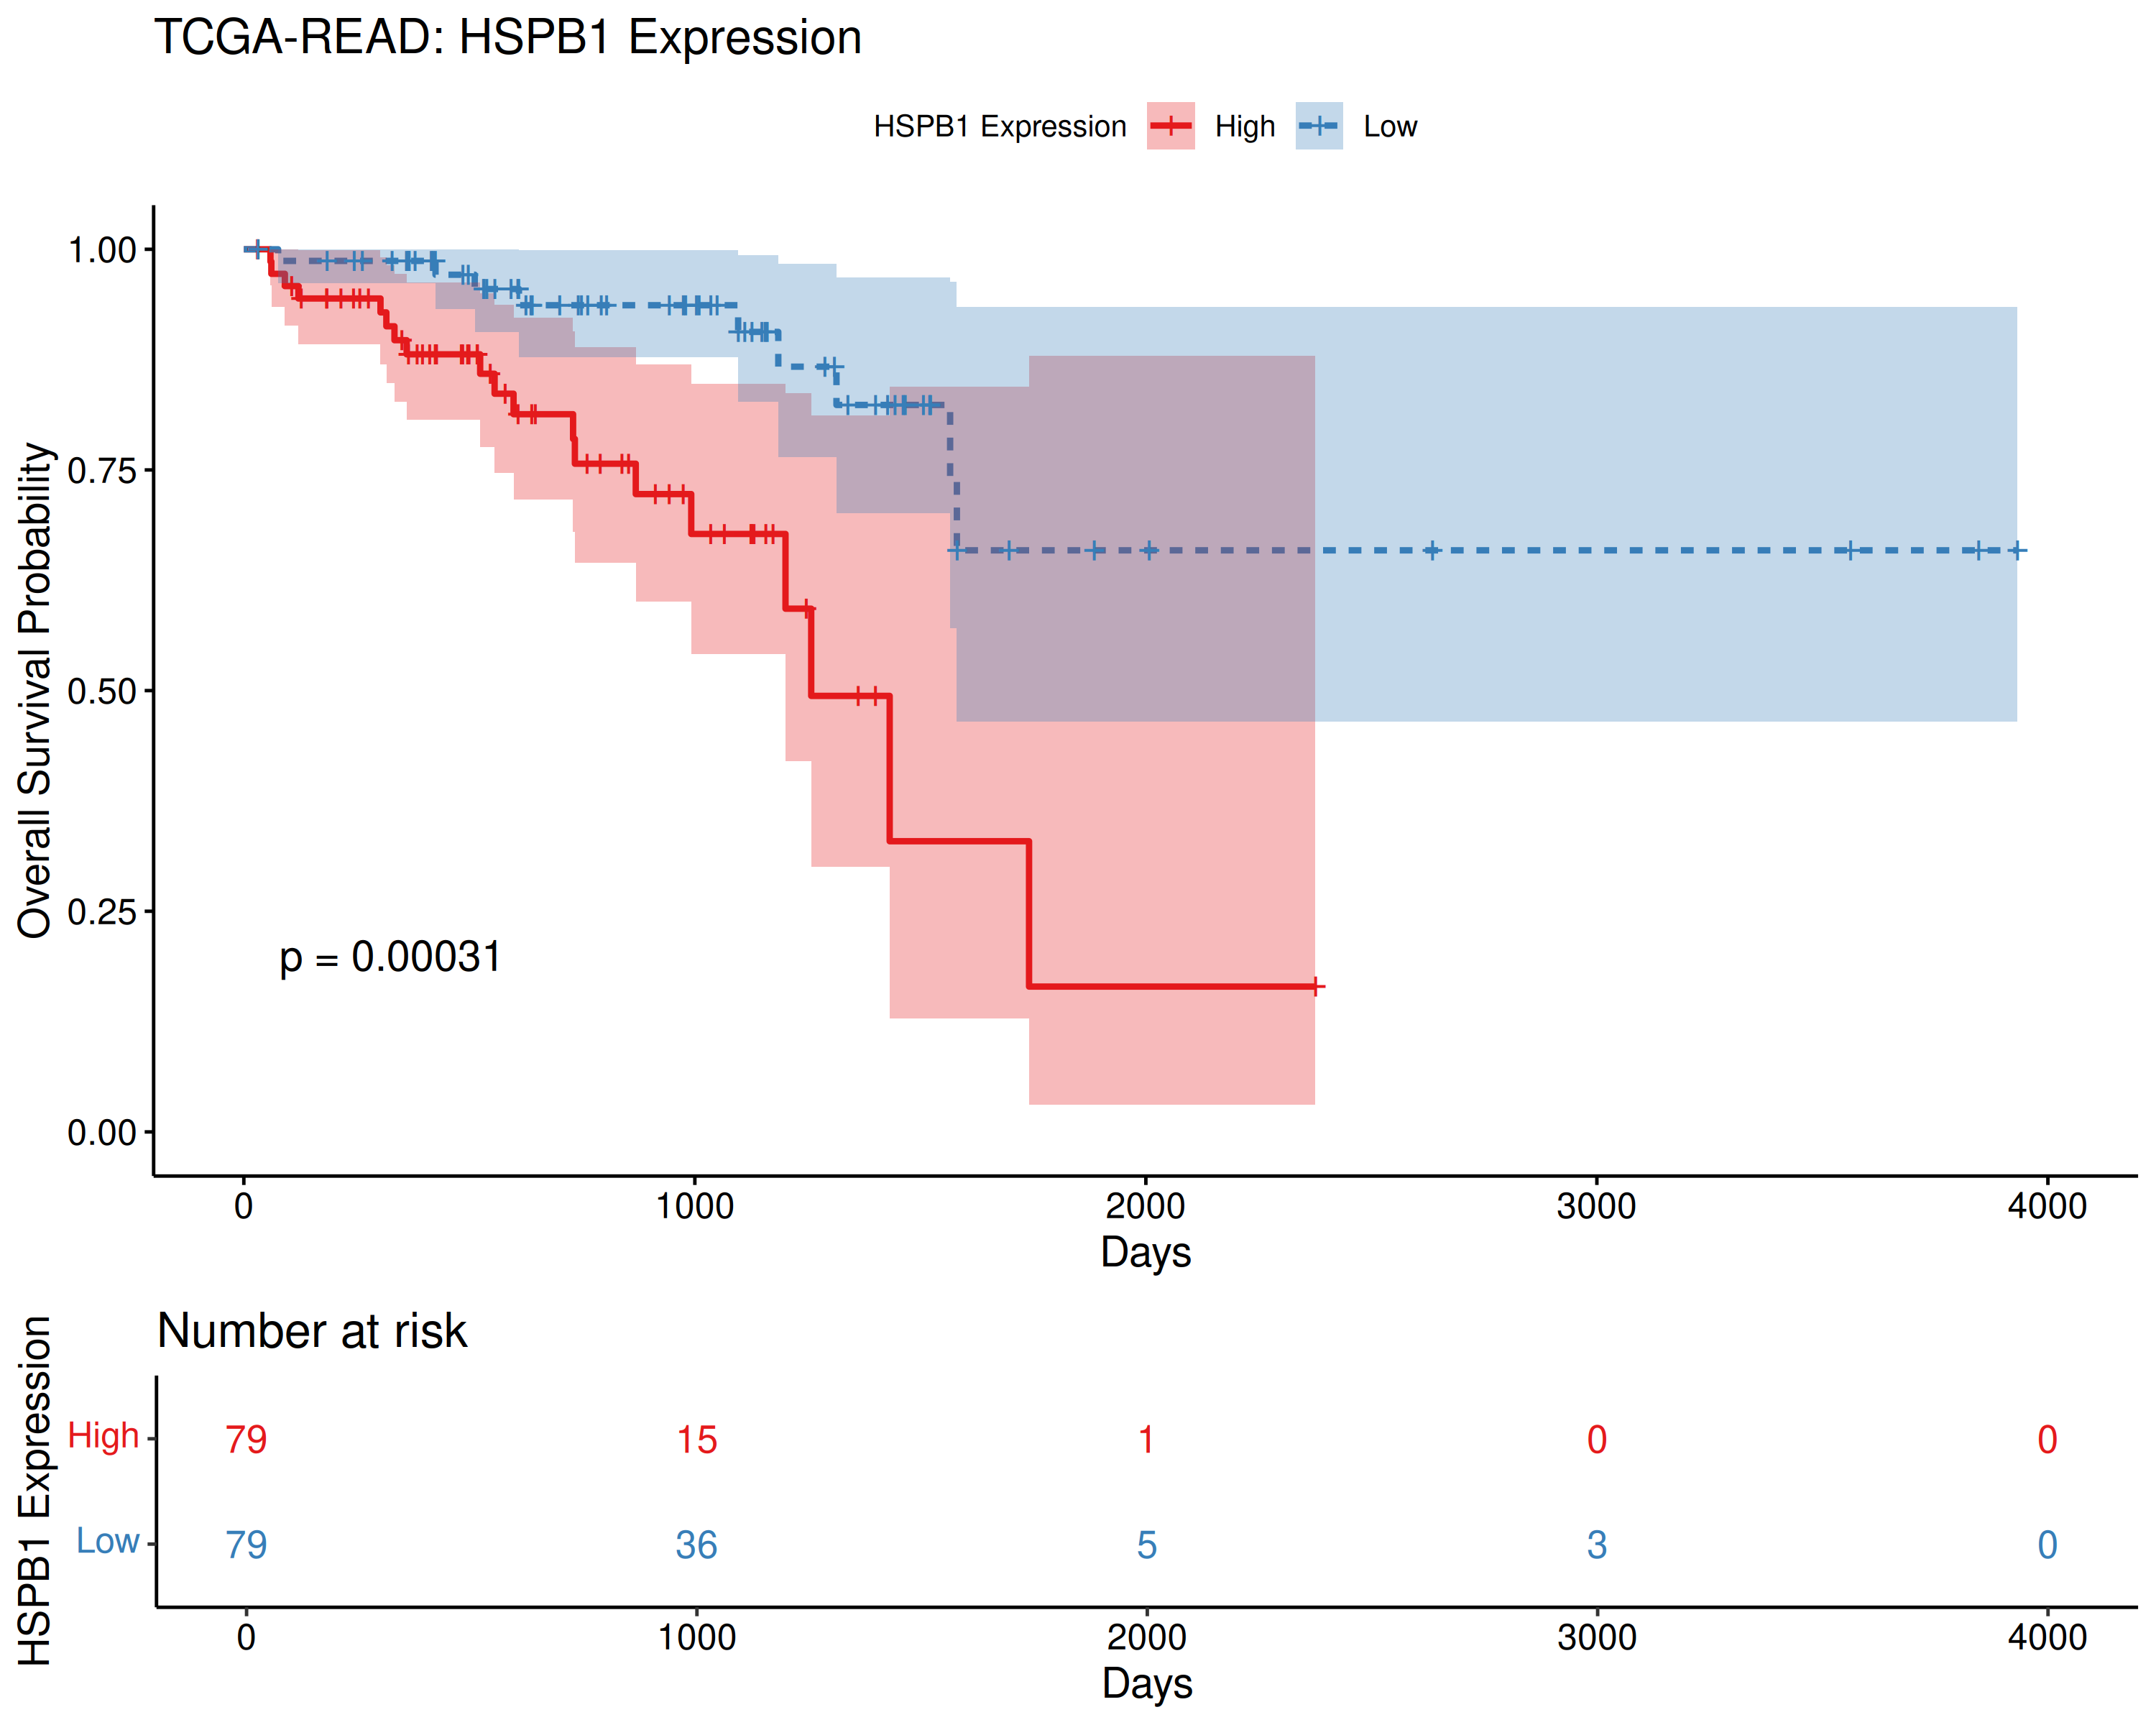 TCGA-READ: HSPB1 Expression
HSPB1 Expression High Low
Overall Survival Probability
1.00
0.75
0.50
0.25
0.00
p = 0.00031
0 1000 2000 3000 4000
Days
Number at risk
HSPB1 Expression
High 79 15 1 0 0
Low 79 36 5 3 0
0 1000 2000 3000 4000
Days